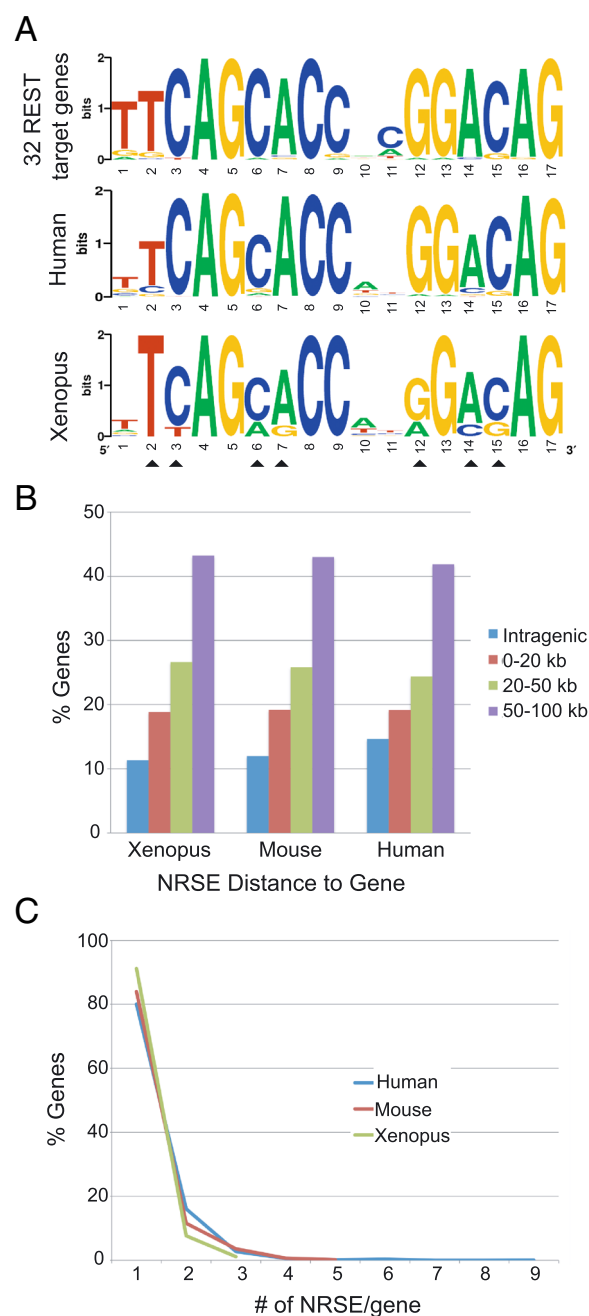 A
32 REST
target genes
bits
2
1
0
T T C A G C A C C C G G A C A G
1 2 3 4 5 6 7 8 9 10 11 12 13 14 15 16 17
Human
bits
2
1
0
T T C A G C A C C A G G A C A G
1 2 3 4 5 6 7 8 9 10 11 12 13 14 15 16 17
Xenopus
bits
2
1
0
T T C A G C A C C A G G A C A G
T A G A C G
5′ 1 2 3 4 5 6 7 8 9 10 11 12 13 14 15 16 17 3′
B
% Genes
50
40
30
20
10
0
Intragenic
0-20 kb
20-50 kb
50-100 kb
Xenopus Mouse Human
NRSE Distance to Gene
C
% Genes
100
80
60
40
20
0
Human
Mouse
Xenopus
1 2 3 4 5 6 7 8 9
# of NRSE/gene